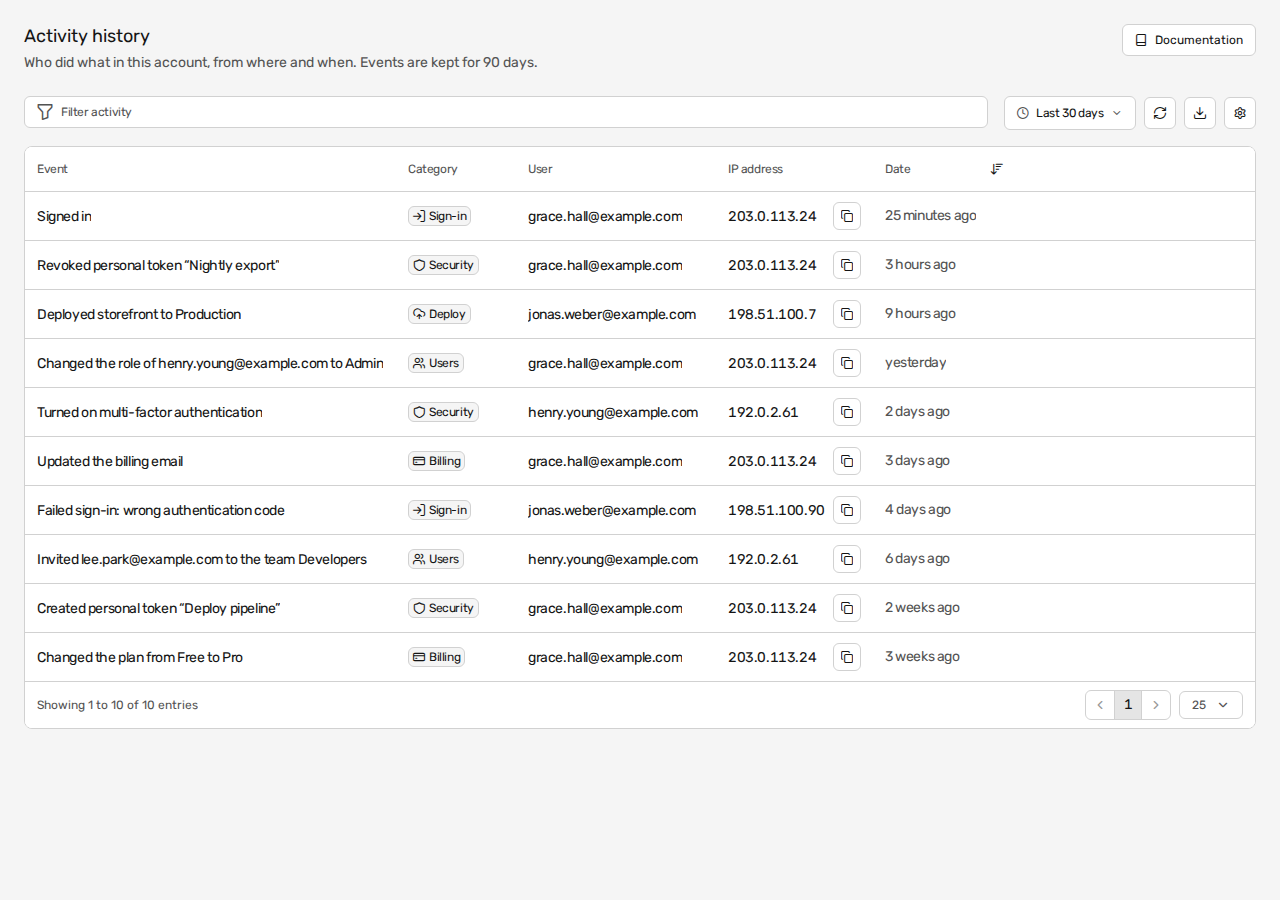 Activity history
Documentation
Who did what in this account, from where and when. Events are kept for 90 days.
Filter activity
Last 30 days
Event Category User IP address Date
Signed in Sign-in grace.hall@example.com 203.0.113.24 25 minutes ago
Revoked personal token “Nightly export” Security grace.hall@example.com 203.0.113.24 3 hours ago
Deployed storefront to Production Deploy jonas.weber@example.com 198.51.100.7 9 hours ago
Changed the role of henry.young@example.com to Admin Users grace.hall@example.com 203.0.113.24 yesterday
Turned on multi-factor authentication Security henry.young@example.com 192.0.2.61 2 days ago
Updated the billing email Billing grace.hall@example.com 203.0.113.24 3 days ago
Failed sign-in: wrong authentication code Sign-in jonas.weber@example.com 198.51.100.90 4 days ago
Invited lee.park@example.com to the team Developers Users henry.young@example.com 192.0.2.61 6 days ago
Created personal token “Deploy pipeline” Security grace.hall@example.com 203.0.113.24 2 weeks ago
Changed the plan from Free to Pro Billing grace.hall@example.com 203.0.113.24 3 weeks ago
Showing 1 to 10 of 10 entries 1 25